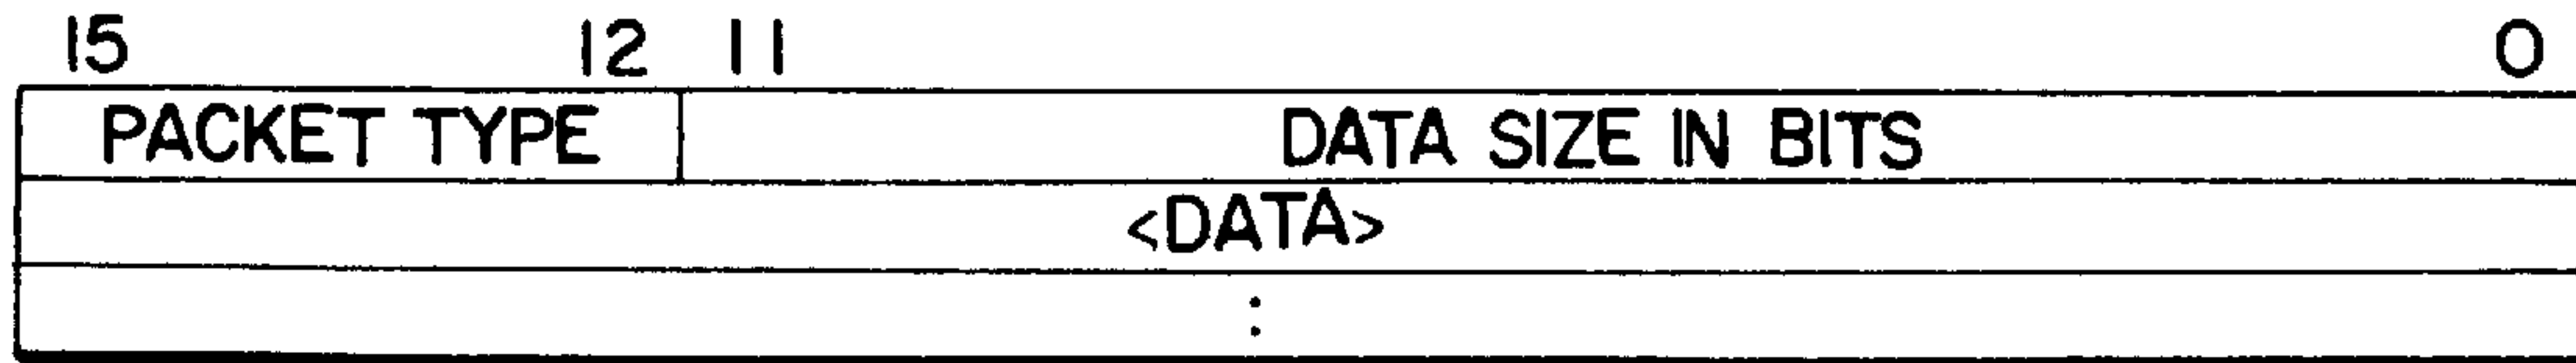 15 12 11 0
PACKET TYPE DATA SIZE IN BITS
<DATA>
: